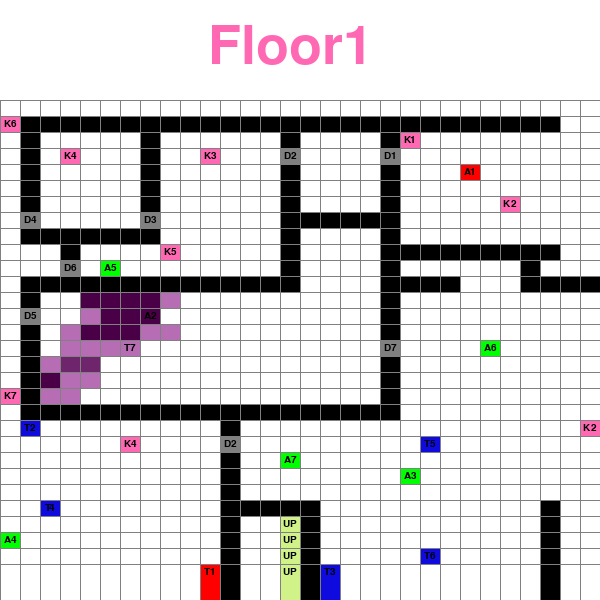 Floor1
K6
K1
K4 K3 D2 D1
A1
K2
D4 D3
K5
D6 A5
D5 A2
T7 D7 A6
K7
T2 K2
K4 D2 T5
A7
A3
T4
UP
A4 UP
UP T6
T1 UP T3